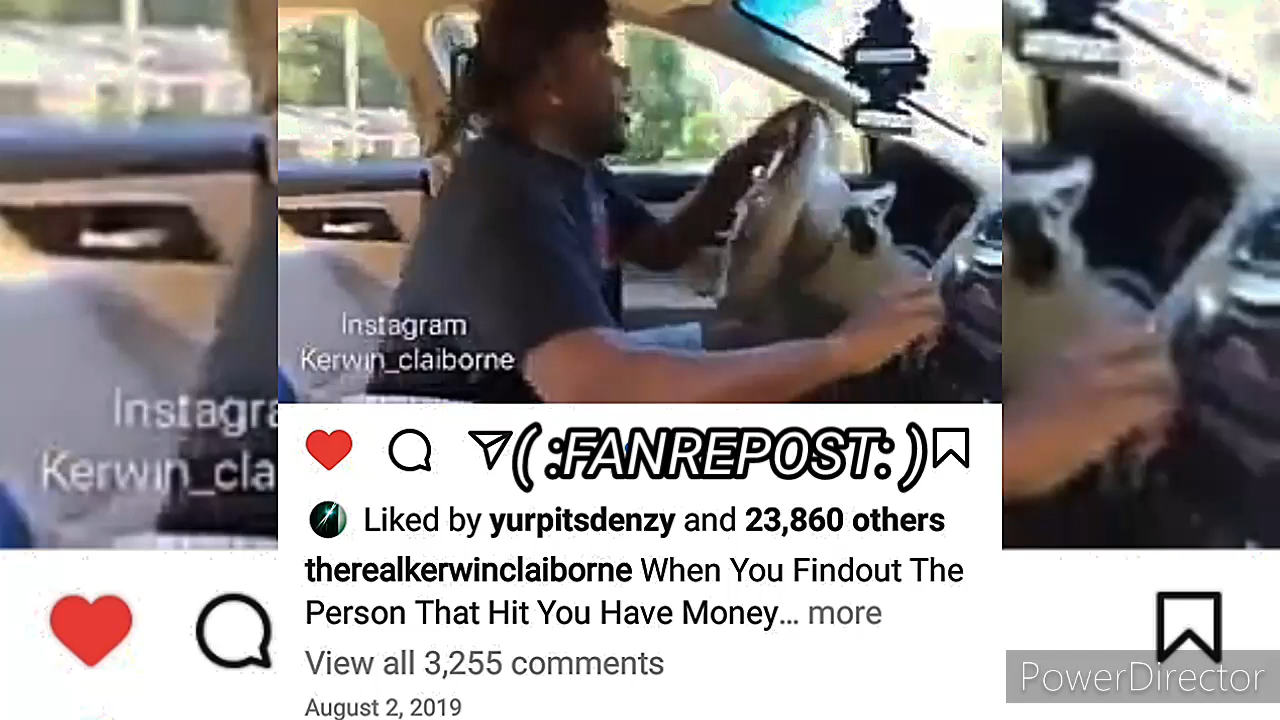 Instagram
Kerwin_claiborne
Instagra
Kerwin_cla
(:FANREPOST:)
Liked by yurpitsdenzy and 23,860 others
therealkerwinclaiborne When You Findout The
Person That Hit You Have Money... more
View all 3,255 comments
August 2, 2019
PowerDirector